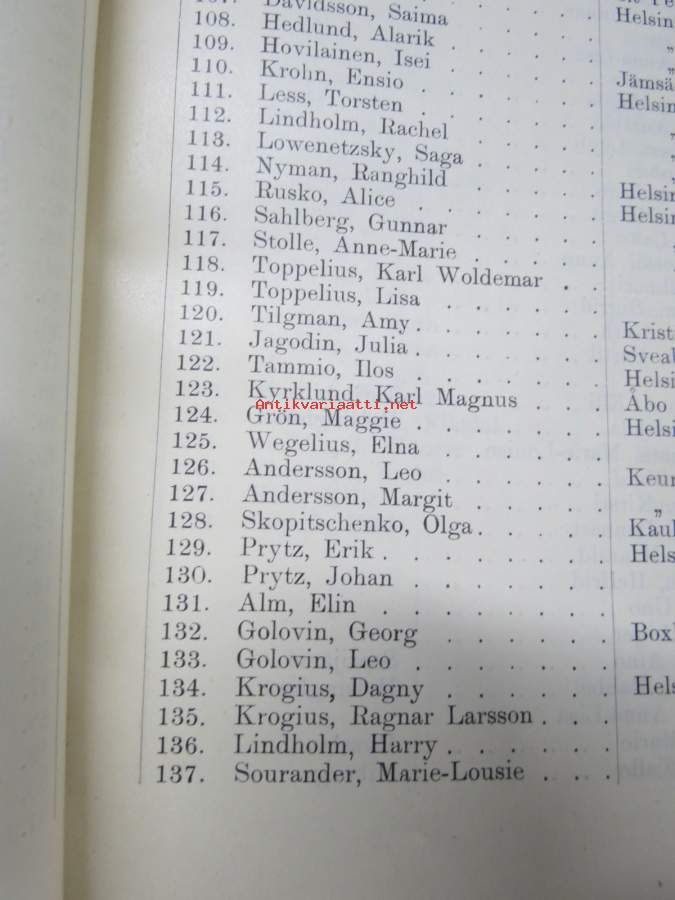 107. Davidsson, Saima . . . . . Helsin
108. Hedlund, Alarik . . . . . „
109. Hovilainen, Isei . . . . . „
110. Krohn, Ensio . . . . . . Jämsä
111. Less, Torsten . . . . . . Helsin
112. Lindholm, Rachel . . . . . „
113. Lowenetzsky, Saga . . . . „
114. Nyman, Ranghild . . . . „
115. Rusko, Alice . . . . . . Helsin
116. Sahlberg, Gunnar . . . . Helsin
117. Stolle, Anne-Marie . . . . „
118. Toppelius, Karl Woldemar . .
119. Toppelius, Lisa . . . . .
120. Tilgman, Amy . . . . . . Krist
121. Jagodin, Julia . . . . . . Sveab
122. Tammio, Ilos . . . . . . Helsi
123. Kyrklund, Karl Magnus . . . Åbo
Antikvariaatti.net
124. Grön, Maggie . . . . . . Helsi
125. Wegelius, Elna . . . . .
126. Andersson, Leo . . . . . Keur
127. Andersson, Margit . . . . „
128. Skopitschenko, Olga . . . . . Kaul
129. Prytz, Erik . . . . . . . Hels
130. Prytz, Johan . . . . . .
131. Alm, Elin . . . . . . .
132. Golovin, Georg . . . . . . Boxb
133. Golovin, Leo . . . . . .
134. Krogius, Dagny . . . . . . Hels
135. Krogius, Ragnar Larsson . . .
136. Lindholm, Harry . . . . . .
137. Sourander, Marie-Lousie . . .